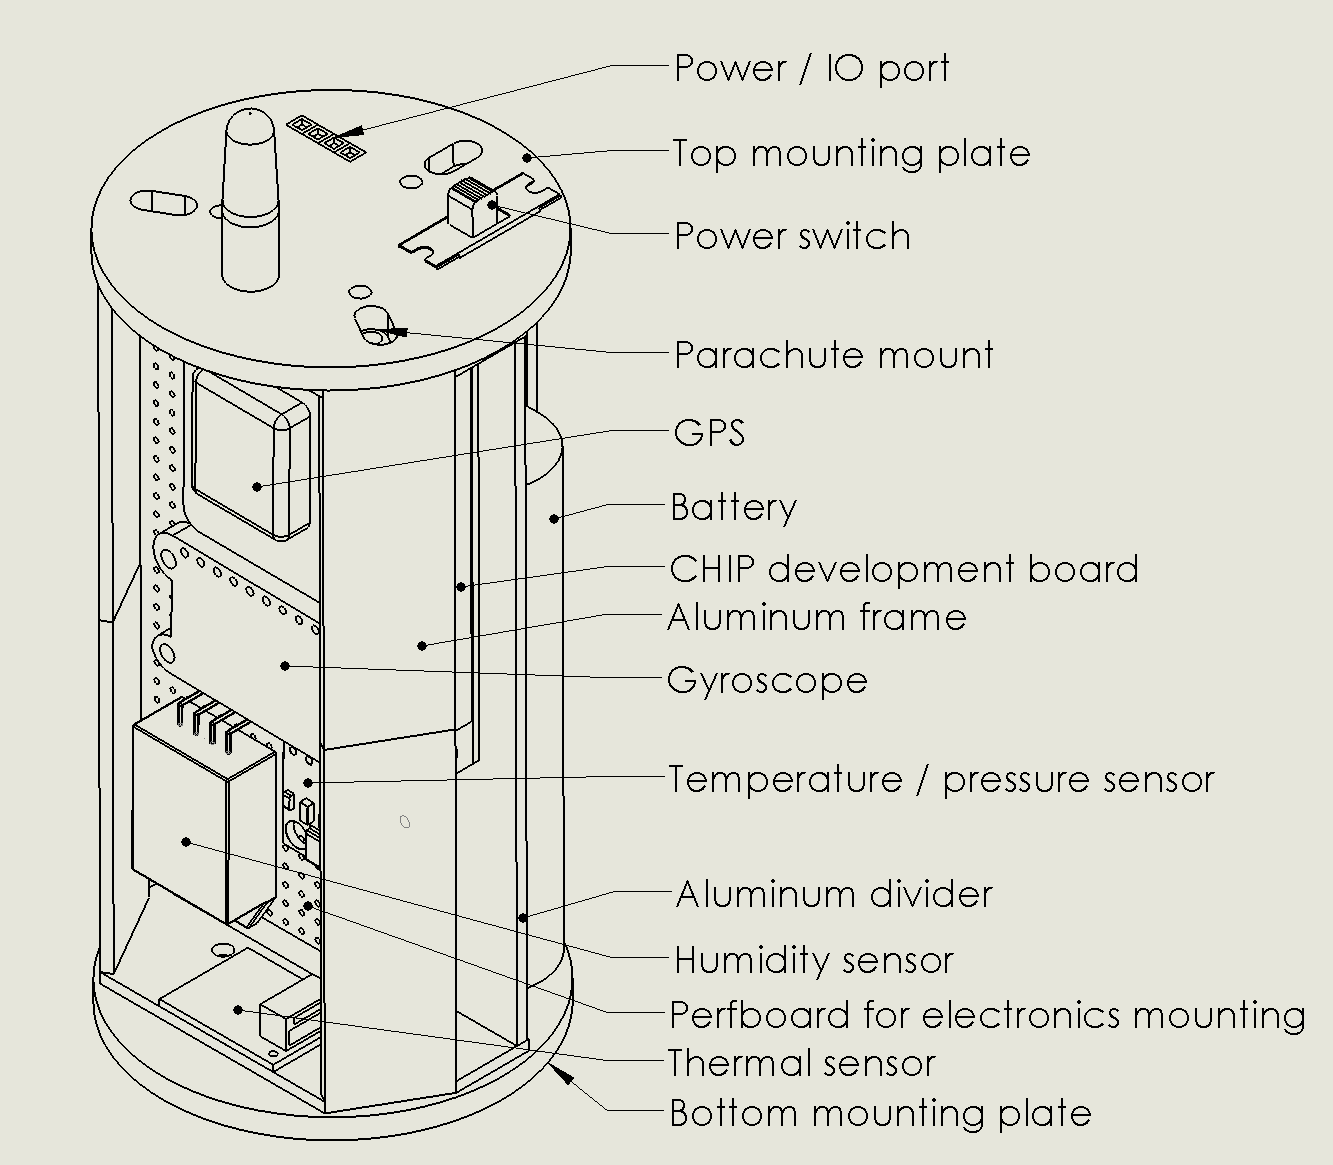 Power / IO port
Top mounting plate
Power switch
Parachute mount
GPS
Battery
CHIP development board
Aluminum frame
Gyroscope
Temperature / pressure sensor
Aluminum divider
Humidity sensor
Perfboard for electronics mounting
Thermal sensor
Bottom mounting plate